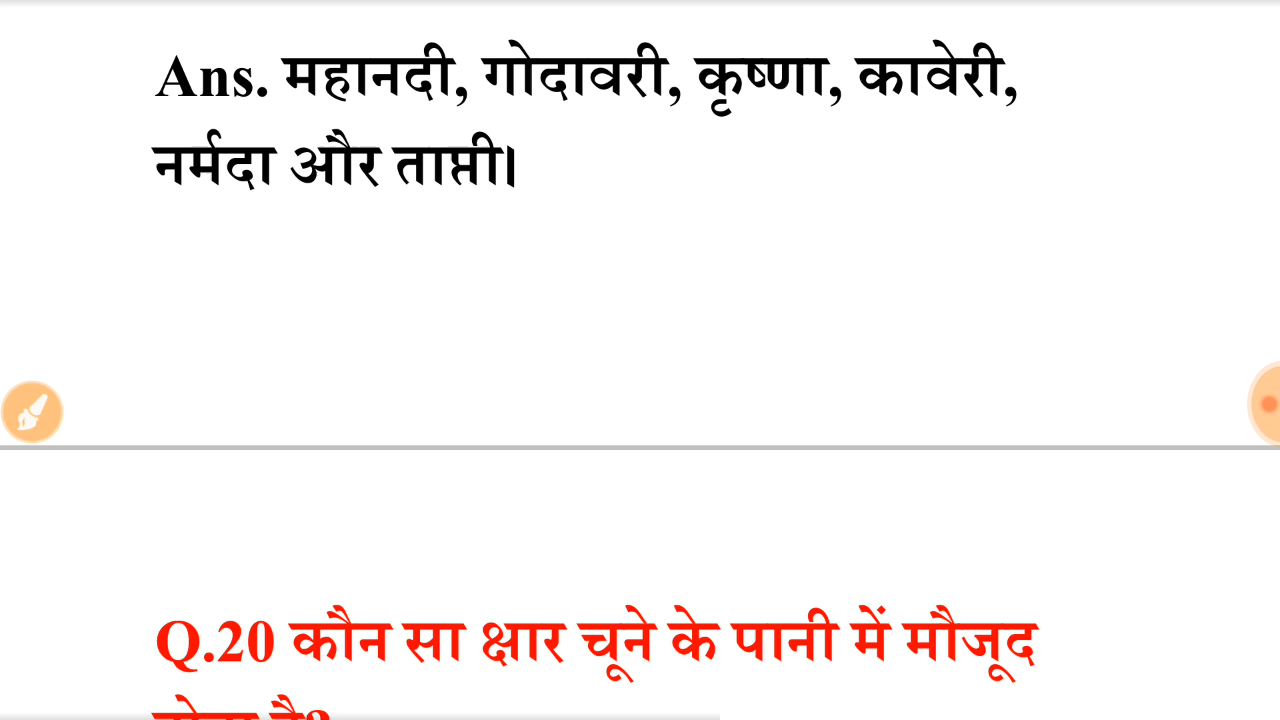 Ans. महानदी, गोदावरी, कृष्णा, कावेरी,
नर्मदा और ताप्ती।
Q.20 कौन सा क्षार चूने के पानी में मौजूद
होता है?